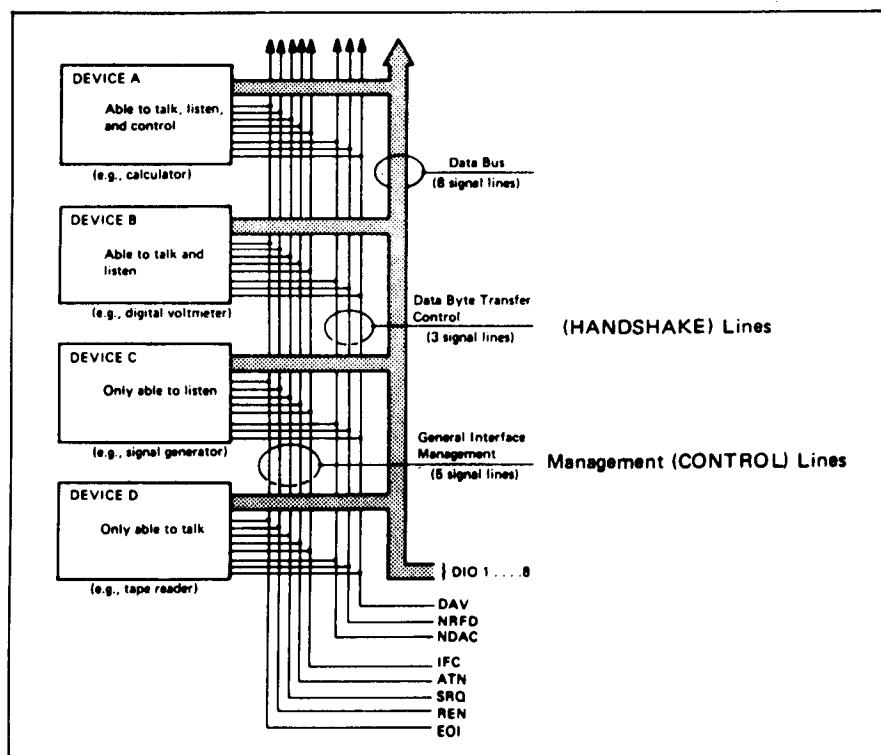 DEVICE A
Able to talk, listen,
and control
(e.g., calculator)
Data Bus
(8 signal lines)
DEVICE B
Able to talk and
listen
(e.g., digital voltmeter)
Data Byte Transfer
Control
(3 signal lines)
(HANDSHAKE) Lines
DEVICE C
Only able to listen
(e.g., signal generator)
General Interface
Management
(5 signal lines)
Management (CONTROL) Lines
DEVICE D
Only able to talk
(e.g., tape reader)
} DIO 1 ....8
DAV
NRFD
NDAC
IFC
ATN
SRQ
REN
EOI